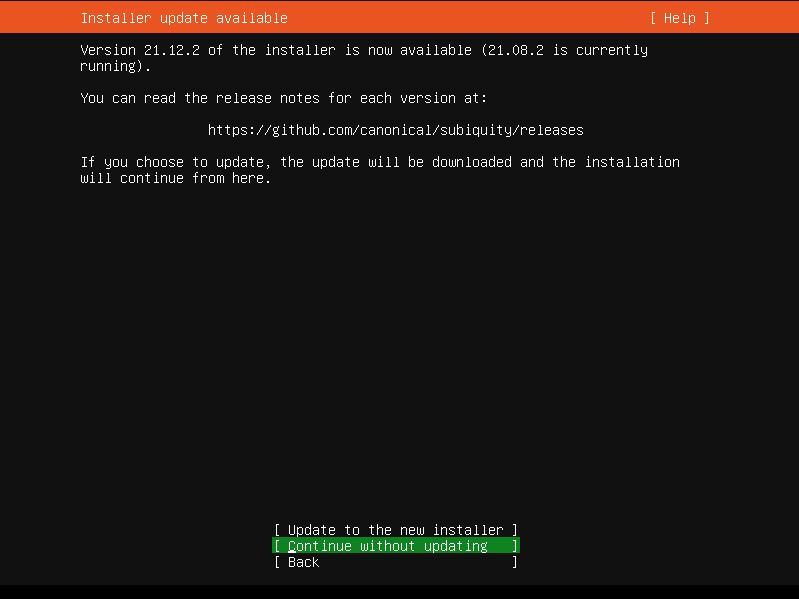 Installer update available [ Help ]
Version 21.12.2 of the installer is now available (21.08.2 is currently
running).
You can read the release notes for each version at:
https://github.com/canonical/subiquity/releases
If you choose to update, the update will be downloaded and the installation
will continue from here.
[ Update to the new installer ]
[ Continue without updating ]
[ Back ]